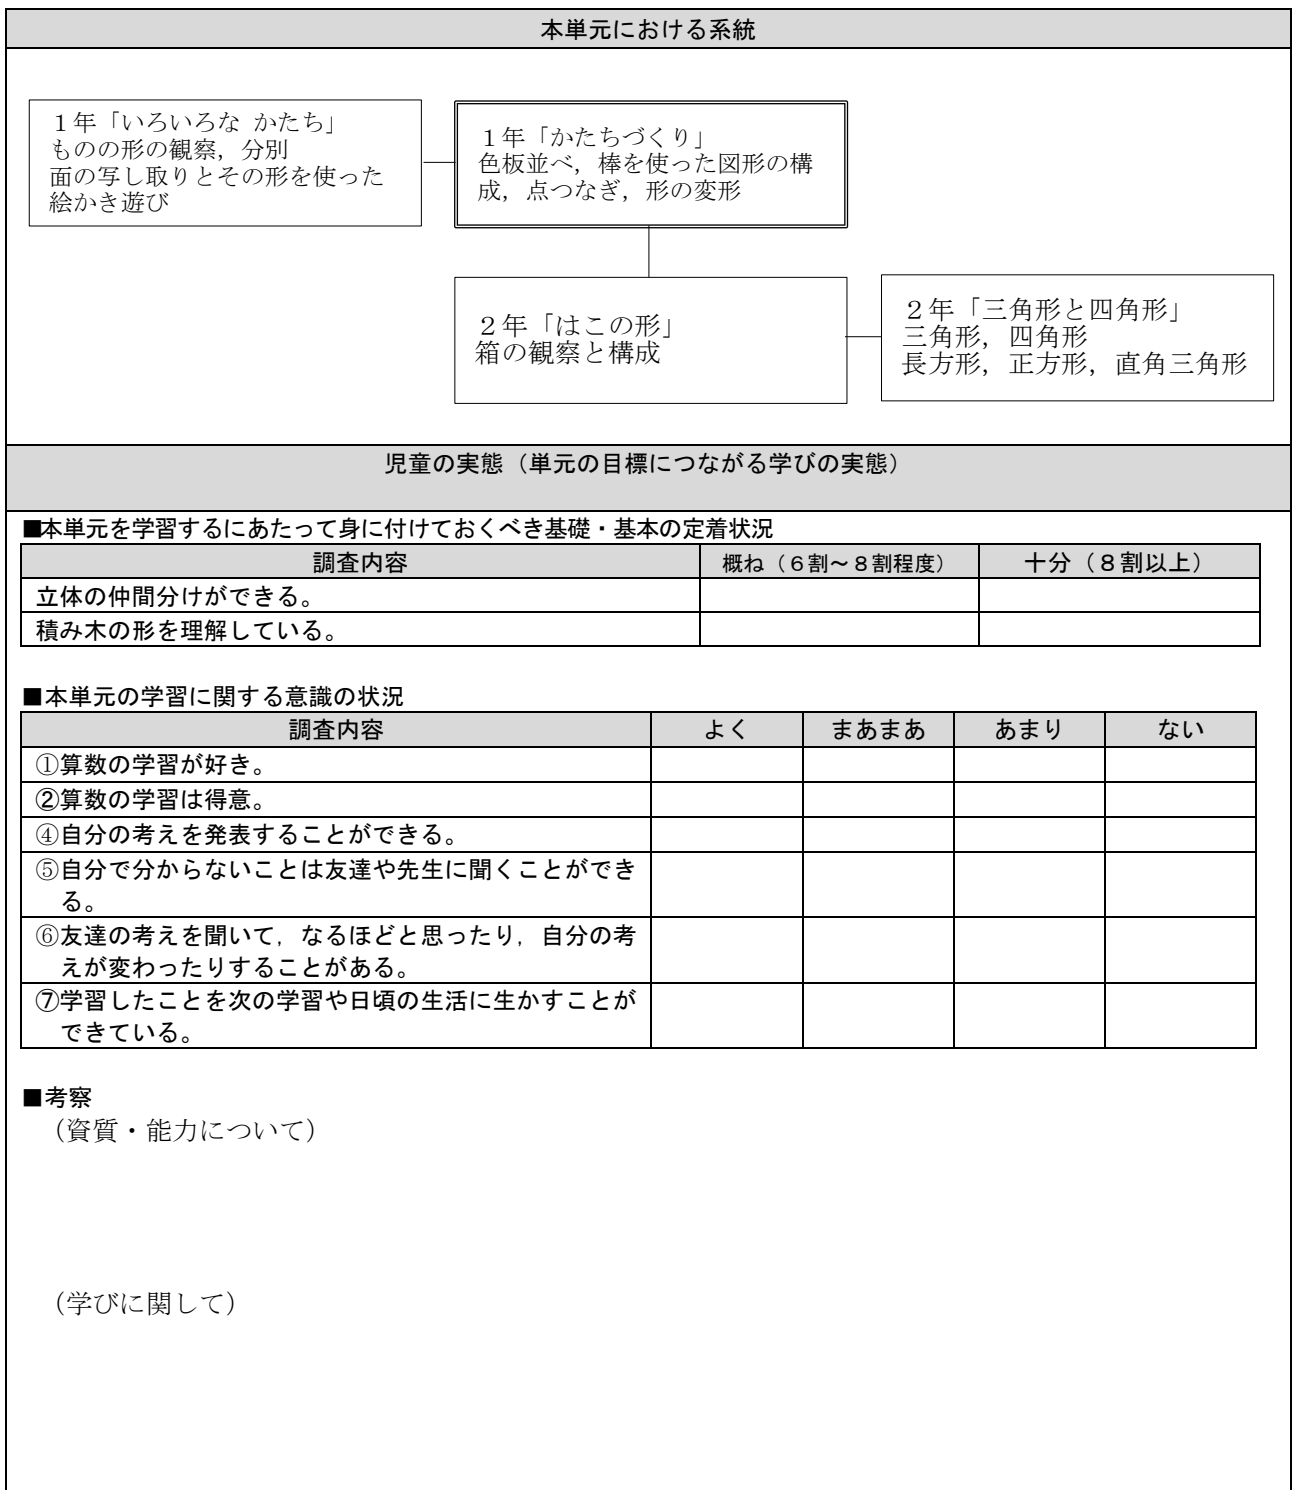 本単元における系統
１年「いろいろな かたち」
ものの形の観察，分別
面の写し取りとその形を使った
絵かき遊び
１年「かたちづくり」
色板並べ，棒を使った図形の構
成，点つなぎ，形の変形
２年「はこの形」
箱の観察と構成
２年「三角形と四角形」
三角形，四角形
長方形，正方形，直角三角形
児童の実態（単元の目標につながる学びの実態）
■本単元を学習するにあたって身に付けておくべき基礎・基本の定着状況
調査内容 概ね（６割～８割程度） 十分（８割以上）
立体の仲間分けができる。
積み木の形を理解している。
■本単元の学習に関する意識の状況
調査内容 よく まあまあ あまり ない
①算数の学習が好き。
②算数の学習は得意。
④自分の考えを発表することができる。
⑤自分で分からないことは友達や先生に聞くことができ
る。
⑥友達の考えを聞いて，なるほどと思ったり，自分の考
えが変わったりすることがある。
⑦学習したことを次の学習や日頃の生活に生かすことが
できている。
■考察
（資質・能力について）
（学びに関して）